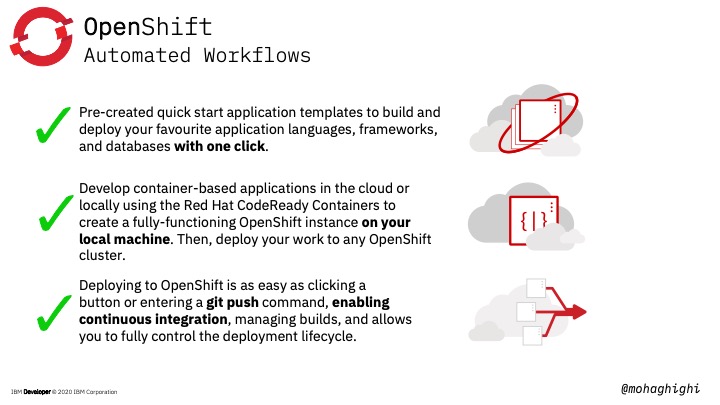 OpenShift
Automated Workflows
Pre-created quick start application templates to build and
deploy your favourite application languages, frameworks,
and databases with one click.
Develop container-based applications in the cloud or
locally using the Red Hat CodeReady Containers to
create a fully-functioning OpenShift instance on your
local machine. Then, deploy your work to any OpenShift
cluster.
{|}
Deploying to OpenShift is as easy as clicking a
button or entering a git push command, enabling
continuous integration, managing builds, and allows
you to fully control the deployment lifecycle.
IBM Developer © 2020 IBM Corporation
@mohaghighi